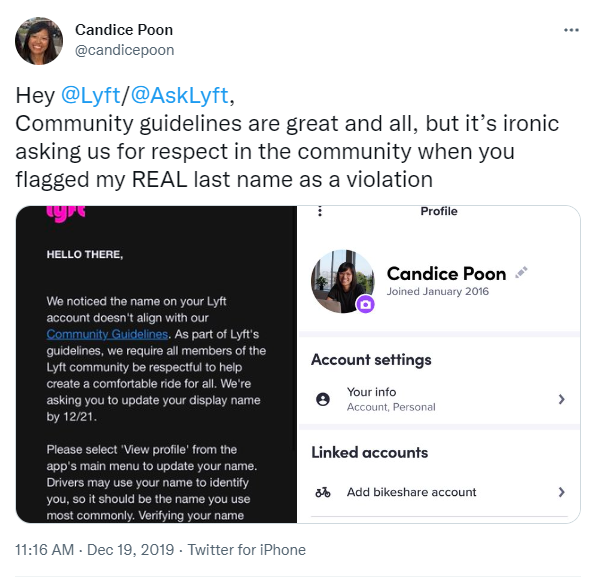 Candice Poon
@candicepoon
Hey @Lyft/@AskLyft,
Community guidelines are great and all, but it’s ironic
asking us for respect in the community when you
flagged my REAL last name as a violation
lyft
HELLO THERE,
We noticed the name on your Lyft
account doesn't align with our
Community Guidelines. As part of Lyft's
guidelines, we require all members of the
Lyft community be respectful to help
create a comfortable ride for all. We're
asking you to update your display name
by 12/21.
Please select 'View profile' from the
app's main menu to update your name.
Drivers may use your name to identify
you, so it should be the name you use
most commonly. Verifying your name
Profile
Candice Poon
Joined January 2016
Account settings
Your info
Account, Personal
Linked accounts
Add bikeshare account
11:16 AM · Dec 19, 2019 · Twitter for iPhone